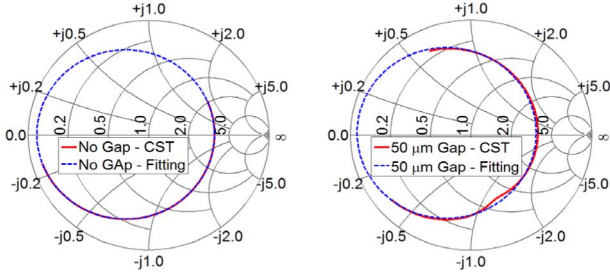 +j1.0
+j0.5
+j2.0
+j0.2
+j5.0
0.0
0.2
0.5
1.0
2.0
5.0
∞
No Gap - CST
No GAp - Fitting
-j0.2
-j5.0
-j0.5
-j2.0
-j1.0
+j1.0
+j0.5
+j2.0
+j0.2
+j5.0
0.0
0.2
0.5
1.0
2.0
5.0
∞
50 μm Gap - CST
50 μm Gap - Fitting
-j0.2
-j5.0
-j0.5
-j2.0
-j1.0